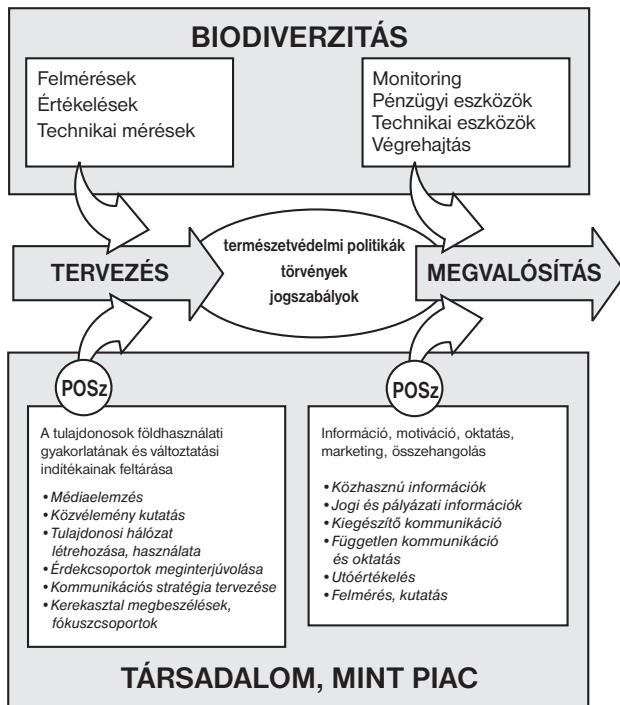 BIODIVERZITÁS
Felmérések
Értékelések
Technikai mérések
Monitoring
Pénzügyi eszközök
Technikai eszközök
Végrehajtás
TERVEZÉS
természetvédelmi politikák
törvények
jogszabályok
MEGVALÓSÍTÁS
POSz
A tulajdonosok földhasználati
gyakorlatának és változtatási
indítékainak feltárása
• Médiaelemzés
• Közvélemény kutatás
• Tulajdonosi hálózat
létrehozása, használata
• Érdekcsoportok meginterjúvolása
• Kommunikációs stratégia tervezése
• Kerekasztal megbeszélések,
fókuszcsoportok
POSz
Információ, motiváció, oktatás,
marketing, összehangolás
• Közhasznú információk
• Jogi és pályázati információk
• Kiegészítő kommunikáció
• Független kommunikáció
és oktatás
• Utóértékelés
• Felmérés, kutatás
TÁRSADALOM, MINT PIAC